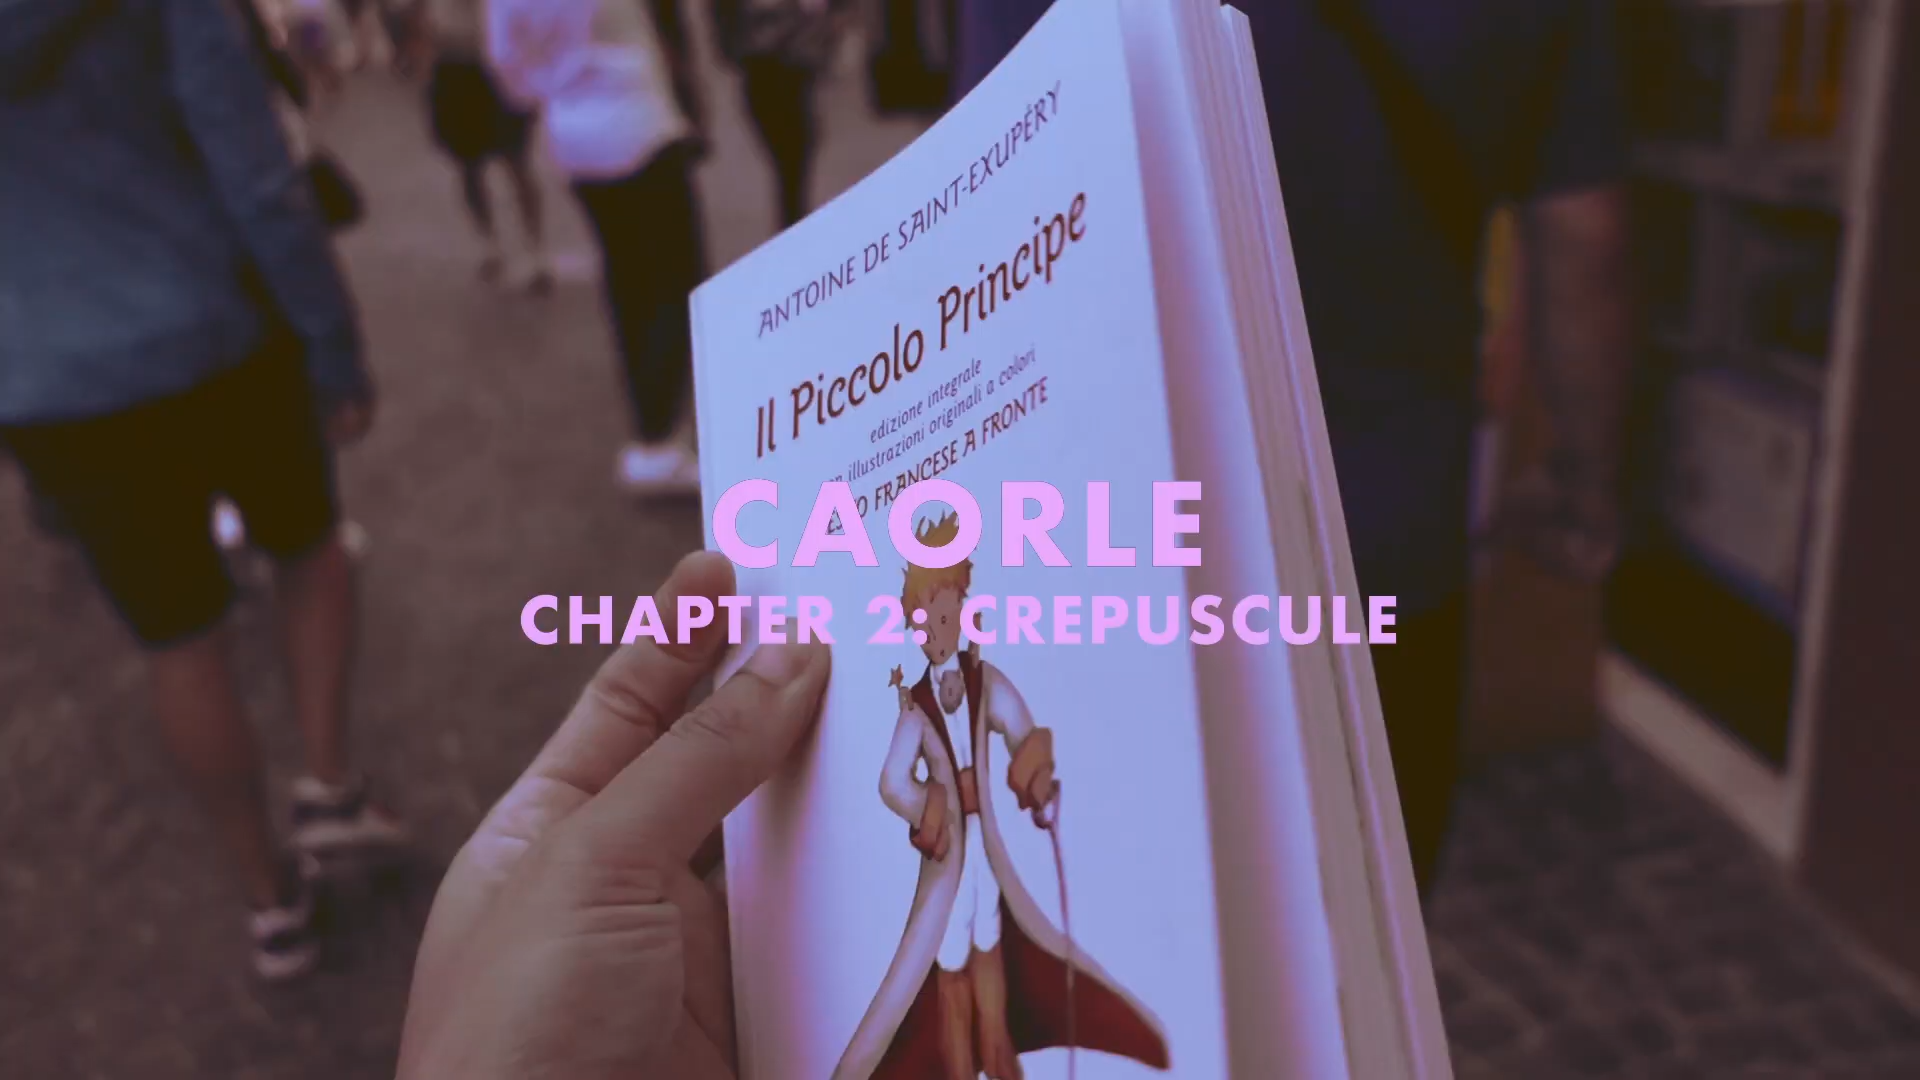 ANTOINE DE SAINT-EXUPÉRY
Il Piccolo Principe
edizione integrale
illustrazioni originali a colori
FRANCESE A FRONTE
CAORLE
CHAPTER 2: CREPUSCULE